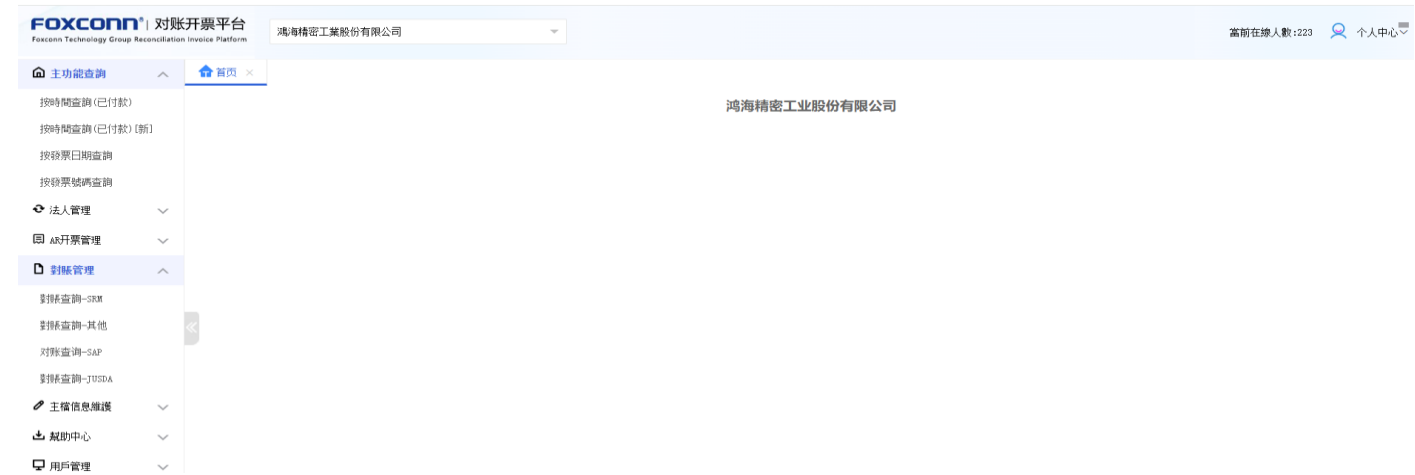 FOXCONN® | 对账开票平台
Foxconn Technology Group Reconciliation Invoice Platform
鴻海精密工業股份有限公司
當前在線人數:223
个人中心
主功能查詢
首页
鸿海精密工业股份有限公司
按時間查詢(已付款)
按時間查詢(已付款)[新]
按發票日期查詢
按發票號碼查詢
法人管理
AR开票管理
對賬管理
對賬查詢-SRM
對賬查詢-其他
对账查询-SAP
對賬查詢-JUSDA
主檔信息維護
幫助中心
用戶管理